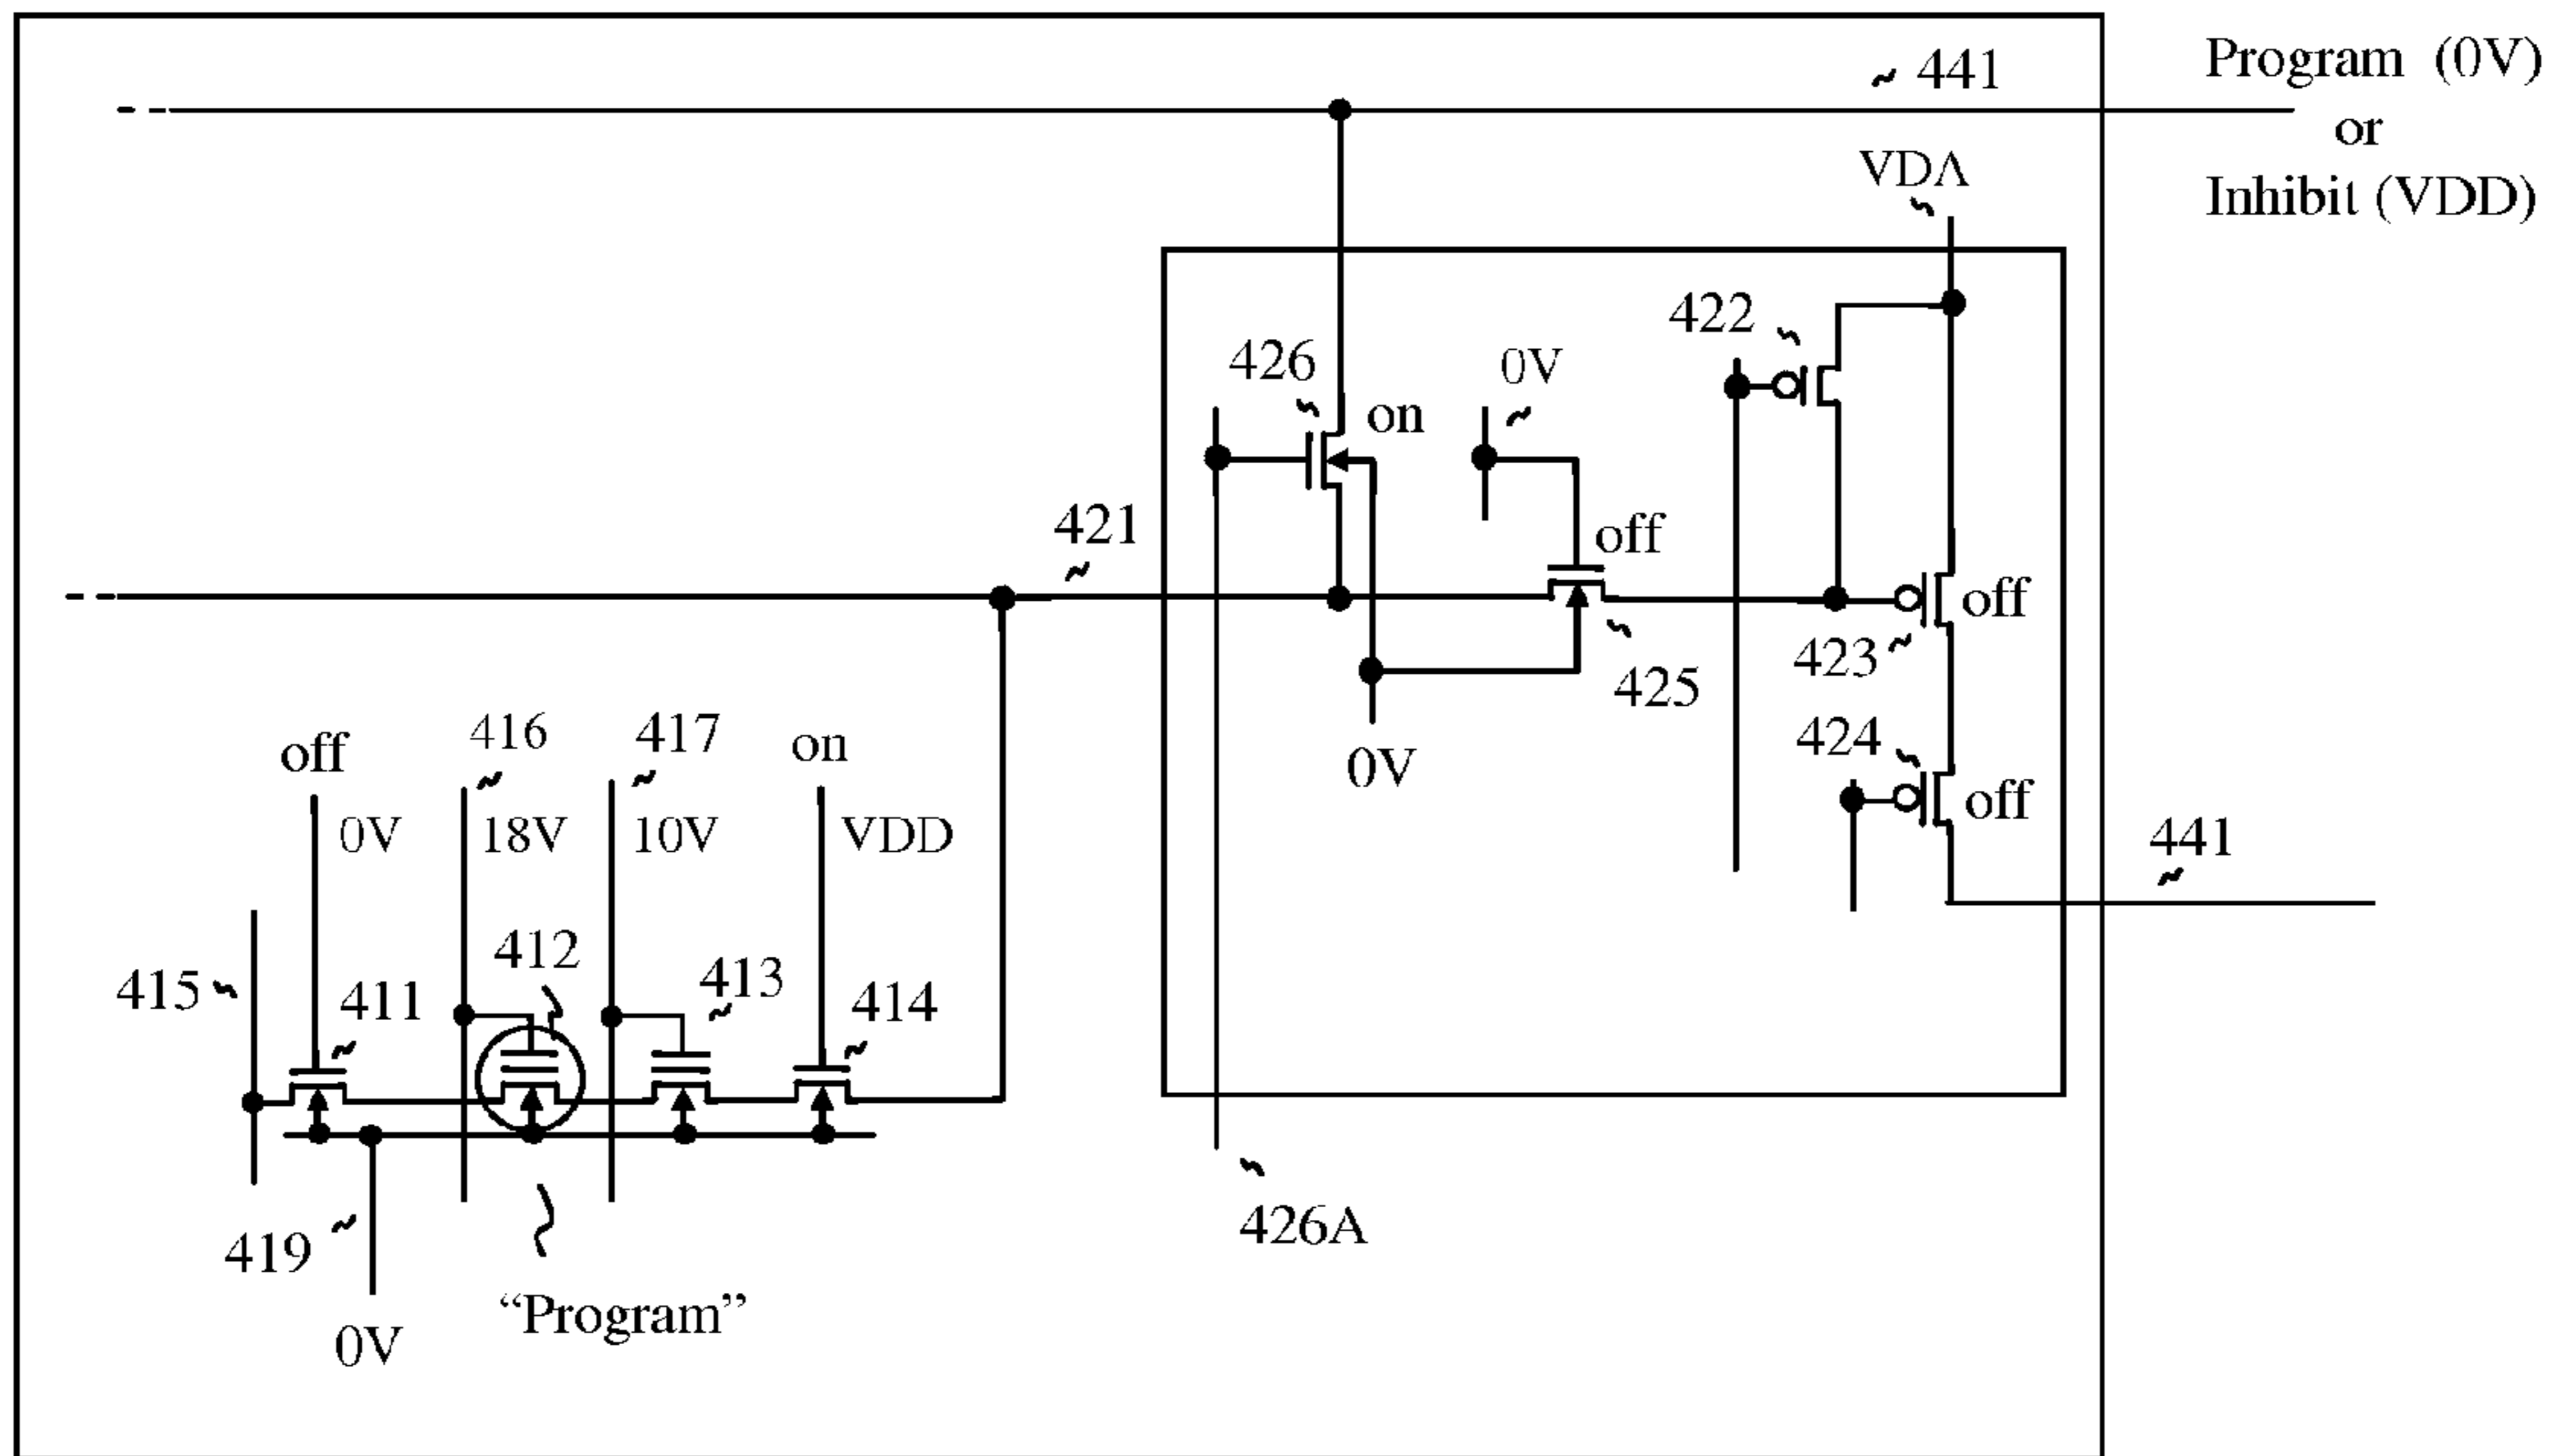 441
Program (0V)
or
Inhibit (VDD)
VDA
422
426
0V
on
421
off
off
423
425
0V
424
off
441
off
416
417
on
0V
18V
10V
VDD
412
415
411
413
414
426A
419
"Program"
0V